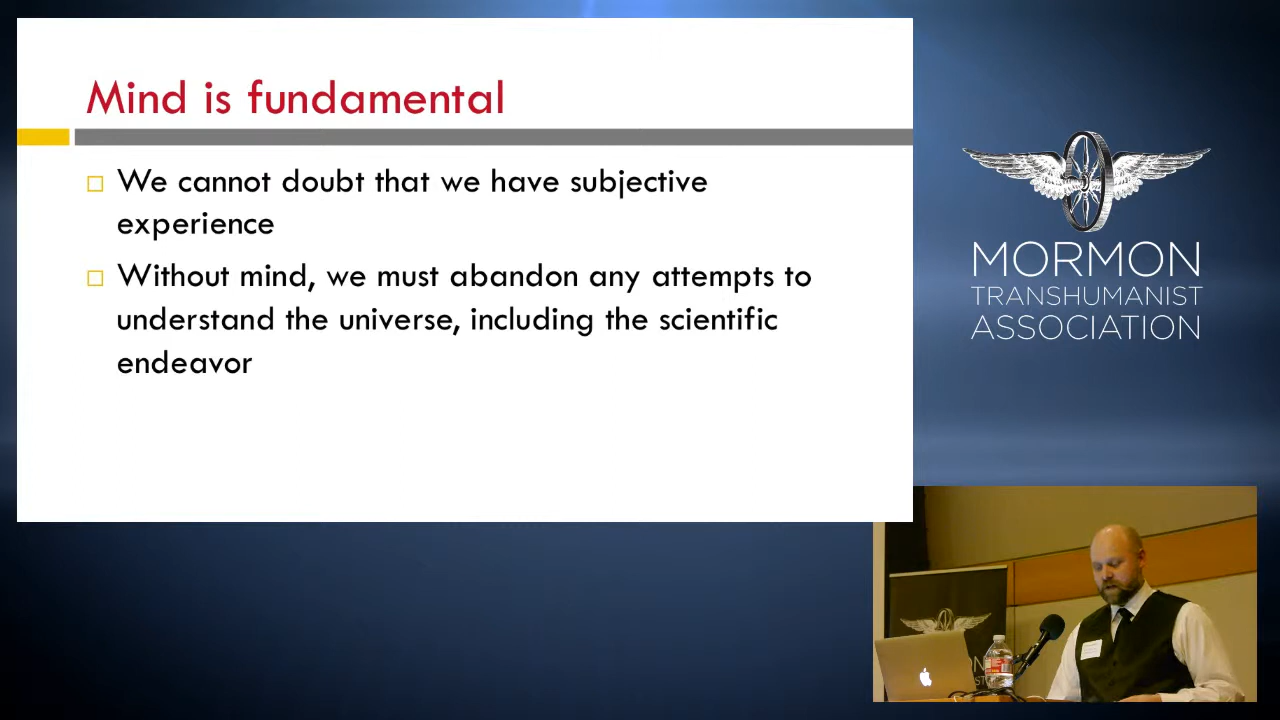 Mind is fundamental
We cannot doubt that we have subjective
experience
Without mind, we must abandon any attempts to
understand the universe, including the scientific
endeavor
MORMON
TRANSHUMANIST
ASSOCIATION